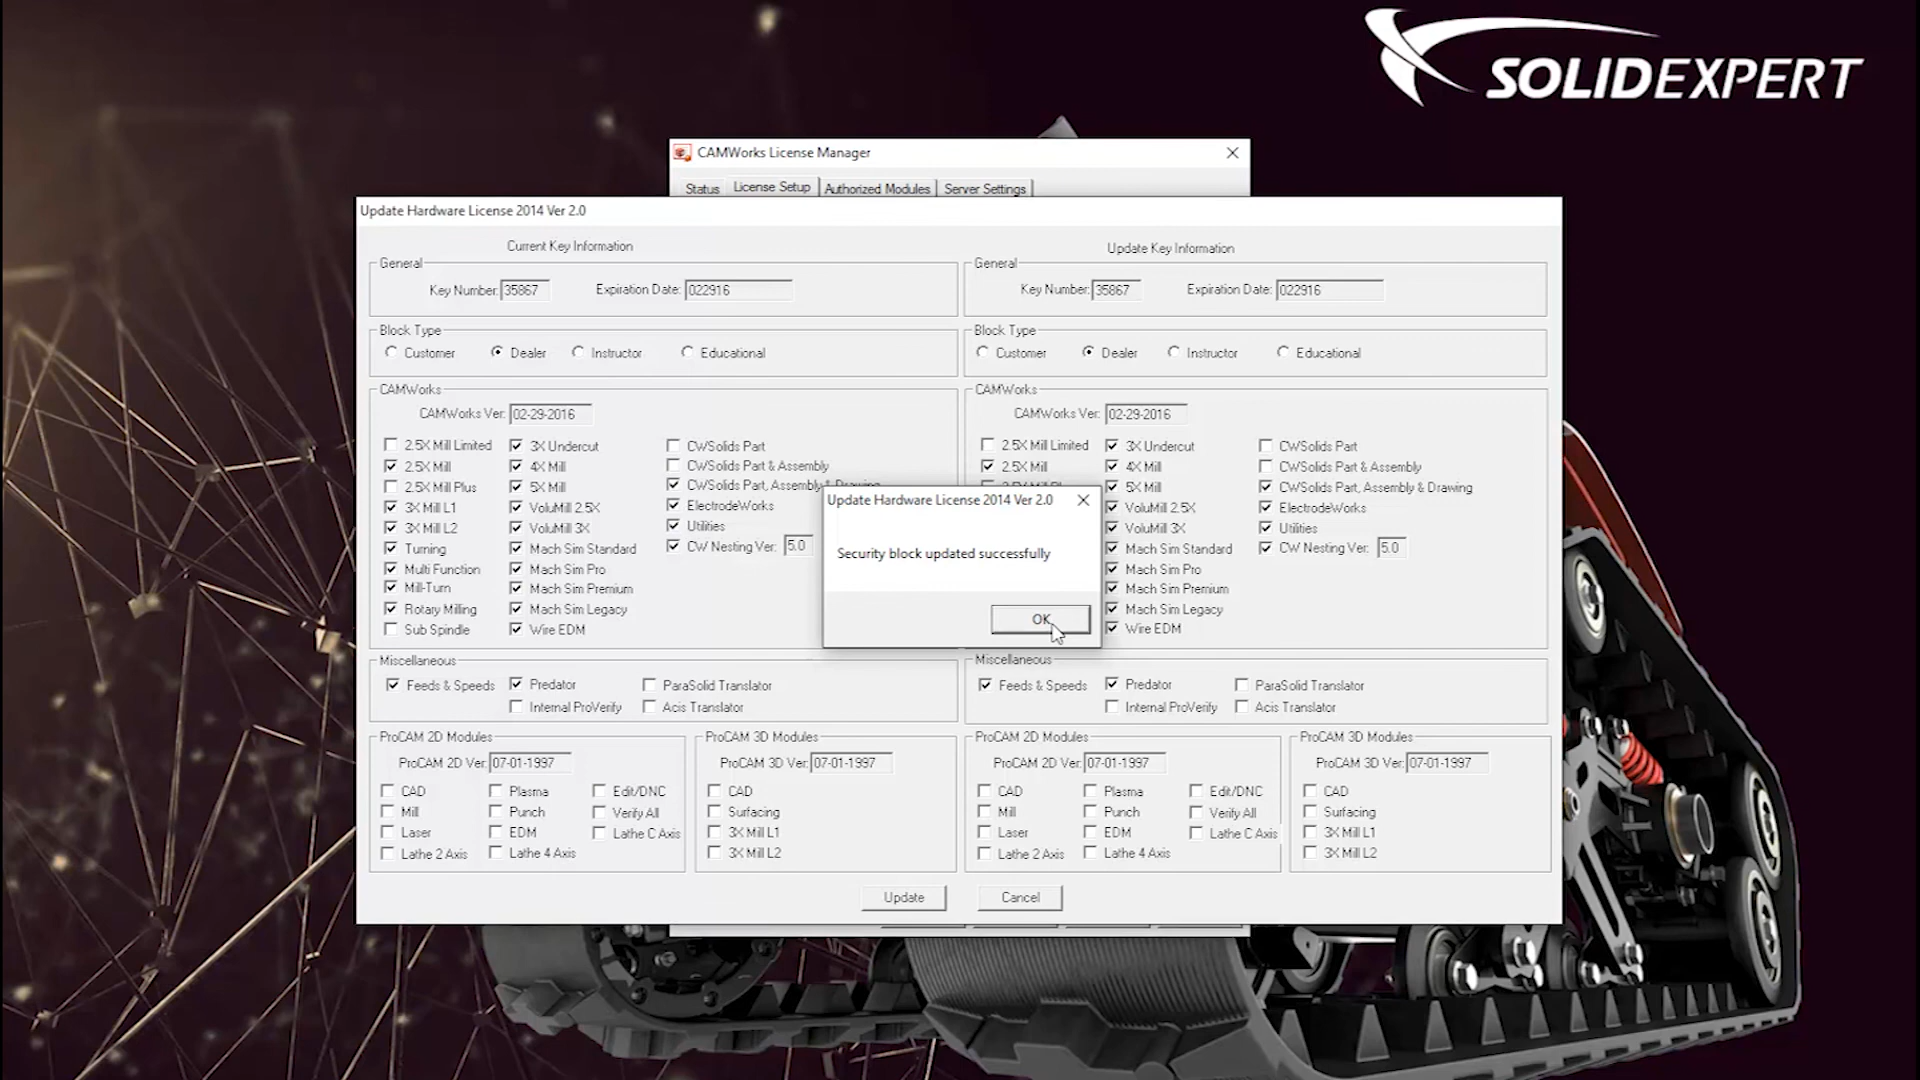 SOLIDEXPERT
CAMWorks License Manager
Status License Setup Authorized Modules Server Settings
Update Hardware License 2014 Ver 2.0
Current Key Information
General
Key Number: 35867 Expiration Date: 022916
Block Type
Customer Dealer Instructor Educational
CAMWorks
CAMWorks Ver: 02-29-2016
2.5X Mill Limited 3X Undercut CWSolids Part
2.5X Mill 4X Mill CWSolids Part & Assembly
2.5X Mill Plus 5X Mill CWSolids Part, Assembly & Drawing
3X Mill L1 VoluMill 2.5X ElectrodeWorks
3X Mill L2 VoluMill 3X Utilities
Turning Mach Sim Standard CW Nesting Ver: 5.0
Multi Function Mach Sim Pro
Mill-Turn Mach Sim Premium
Rotary Milling Mach Sim Legacy
Sub Spindle Wire EDM
Miscellaneous
Feeds & Speeds Predator ParaSolid Translator
Internal ProVerify Acis Translator
ProCAM 2D Modules
ProCAM 2D Ver: 07-01-1997
CAD Plasma Edit/DNC
Mill Punch Verify All
Laser EDM Lathe C Axis
Lathe 2 Axis Lathe 4 Axis
ProCAM 3D Modules
ProCAM 3D Ver: 07-01-1997
CAD
Surfacing
3X Mill L1
3X Mill L2
Update Key Information
General
Key Number: 35867 Expiration Date: 022916
Block Type
Customer Dealer Instructor Educational
CAMWorks
CAMWorks Ver: 02-29-2016
2.5X Mill Limited 3X Undercut CWSolids Part
2.5X Mill 4X Mill CWSolids Part & Assembly
5X Mill CWSolids Part, Assembly & Drawing
VoluMill 2.5X ElectrodeWorks
VoluMill 3X Utilities
Mach Sim Standard CW Nesting Ver: 5.0
Mach Sim Pro
Mach Sim Premium
Mach Sim Legacy
Wire EDM
Miscellaneous
Feeds & Speeds Predator ParaSolid Translator
Internal ProVerify Acis Translator
ProCAM 2D Modules
ProCAM 2D Ver: 07-01-1997
CAD Plasma Edit/DNC
Mill Punch Verify All
Laser EDM Lathe C Axis
Lathe 2 Axis Lathe 4 Axis
ProCAM 3D Modules
ProCAM 3D Ver: 07-01-1997
CAD
Surfacing
3X Mill L1
3X Mill L2
Update Cancel
Update Hardware License 2014 Ver 2.0
Security block updated successfully
OK